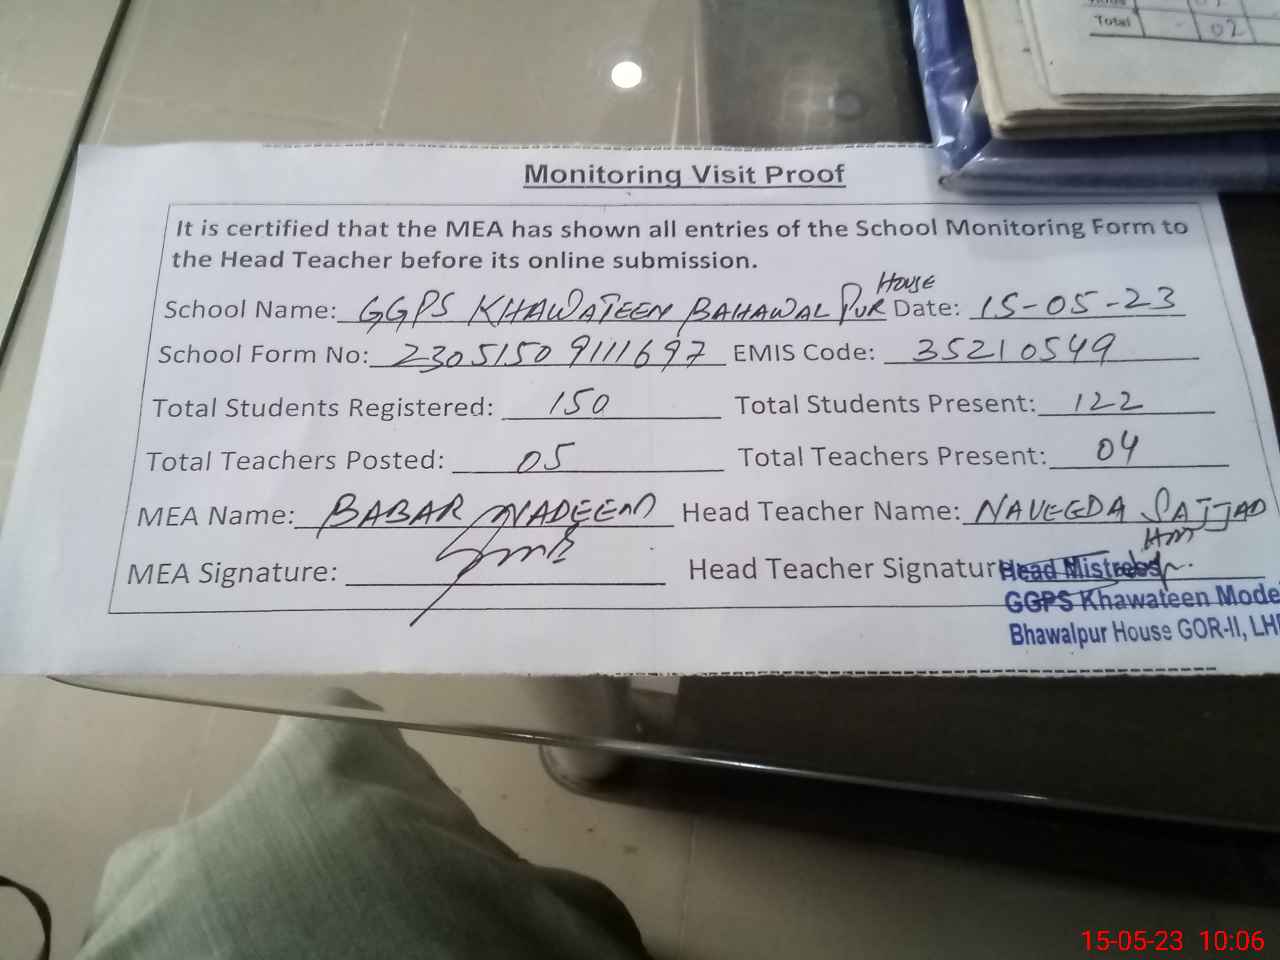 Total - 02
Monitoring Visit Proof
It is certified that the MEA has shown all entries of the School Monitoring Form to
the Head Teacher before its online submission.
School Name: GGPS KHAWATEEN BAHAWAL PUR House Date: 15-05-23
School Form No: 2305150 9111697 EMIS Code: 35210549
Total Students Registered: 150 Total Students Present: 122
Total Teachers Posted: 05 Total Teachers Present: 04
MEA Name: BABAR NADEEM Head Teacher Name: NAVEEDA SAJJAD
HM
MEA Signature: Head Teacher Signatur
Head Mistress
GGPS Khawateen Mode
Bhawalpur House GOR-II, LH
15-05-23 10:06